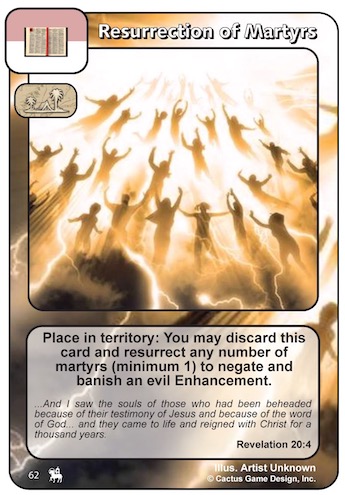 Resurrection of Martyrs
Place in territory: You may discard this
card and resurrect any number of
martyrs (minimum 1) to negate and
banish an evil Enhancement.
...And I saw the souls of those who had been beheaded
because of their testimony of Jesus and because of the word
of God... and they came to life and reigned with Christ for a
thousand years.
Revelation 20:4
Illus. Artist Unknown
62
© Cactus Game Design, Inc.